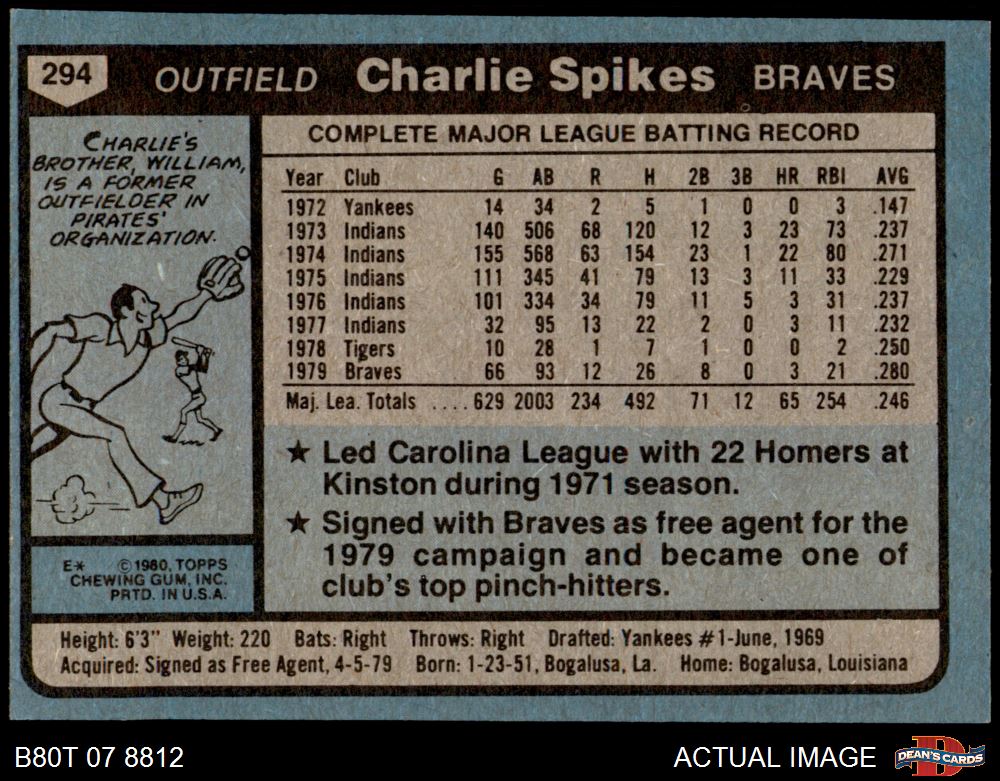 294 OUTFIELD Charlie Spikes BRAVES
CHARLIE'S
BROTHER, WILLIAM,
IS A FORMER
OUTFIELDER IN
PIRATES'
ORGANIZATION.
COMPLETE MAJOR LEAGUE BATTING RECORD
Year Club G AB R H 2B 3B HR RBI AVG
1972 Yankees 14 34 2 5 1 0 0 3 .147
1973 Indians 140 506 68 120 12 3 23 73 .237
1974 Indians 155 568 63 154 23 1 22 80 .271
1975 Indians 111 345 41 79 13 3 11 33 .229
1976 Indians 101 334 34 79 11 5 3 31 .237
1977 Indians 32 95 13 22 2 0 3 11 .232
1978 Tigers 10 28 1 7 1 0 0 2 .250
1979 Braves 66 93 12 26 8 0 3 21 .280
Maj. Lea. Totals ....629 2003 234 492 71 12 65 254 .246
★ Led Carolina League with 22 Homers at
Kinston during 1971 season.
★ Signed with Braves as free agent for the
1979 campaign and became one of
club's top pinch-hitters.
E* © 1980, TOPPS
CHEWING GUM, INC.
PRTD. IN U.S.A.
Height: 6'3" Weight: 220 Bats: Right Throws: Right Drafted: Yankees #1-June, 1969
Acquired: Signed as Free Agent, 4-5-79 Born: 1-23-51, Bogalusa, La. Home: Bogalusa, Louisiana
B80T 07 8812
ACTUAL IMAGE
D
DEAN'S CARDS